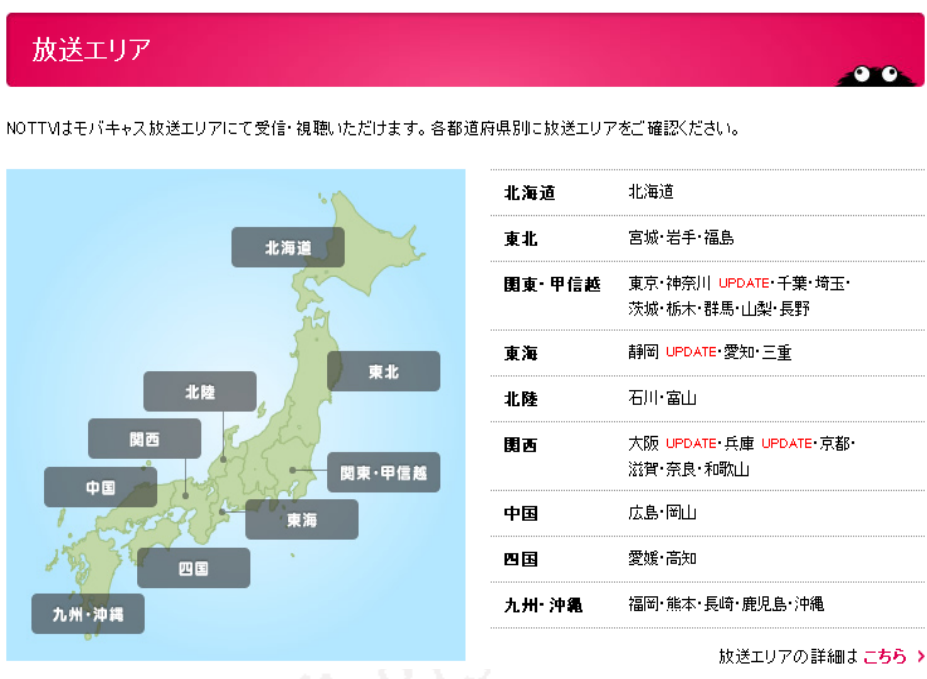 放送エリア
NOTTVはモバキャス放送エリアにて受信・視聴いただけます。各都道府県別に放送エリアをご確認ください。
北海道
東北
北陸
関西
関東・甲信越
中国
東海
四国
九州・沖縄
北海道 北海道
東北 宮城・岩手・福島
関東・甲信越 東京・神奈川 UPDATE・千葉・埼玉・
茨城・栃木・群馬・山梨・長野
東海 静岡 UPDATE・愛知・三重
北陸 石川・富山
関西 大阪 UPDATE・兵庫 UPDATE・京都・
滋賀・奈良・和歌山
中国 広島・岡山
四国 愛媛・高知
九州・沖縄 福岡・熊本・長崎・鹿児島・沖縄
放送エリアの詳細は こちら